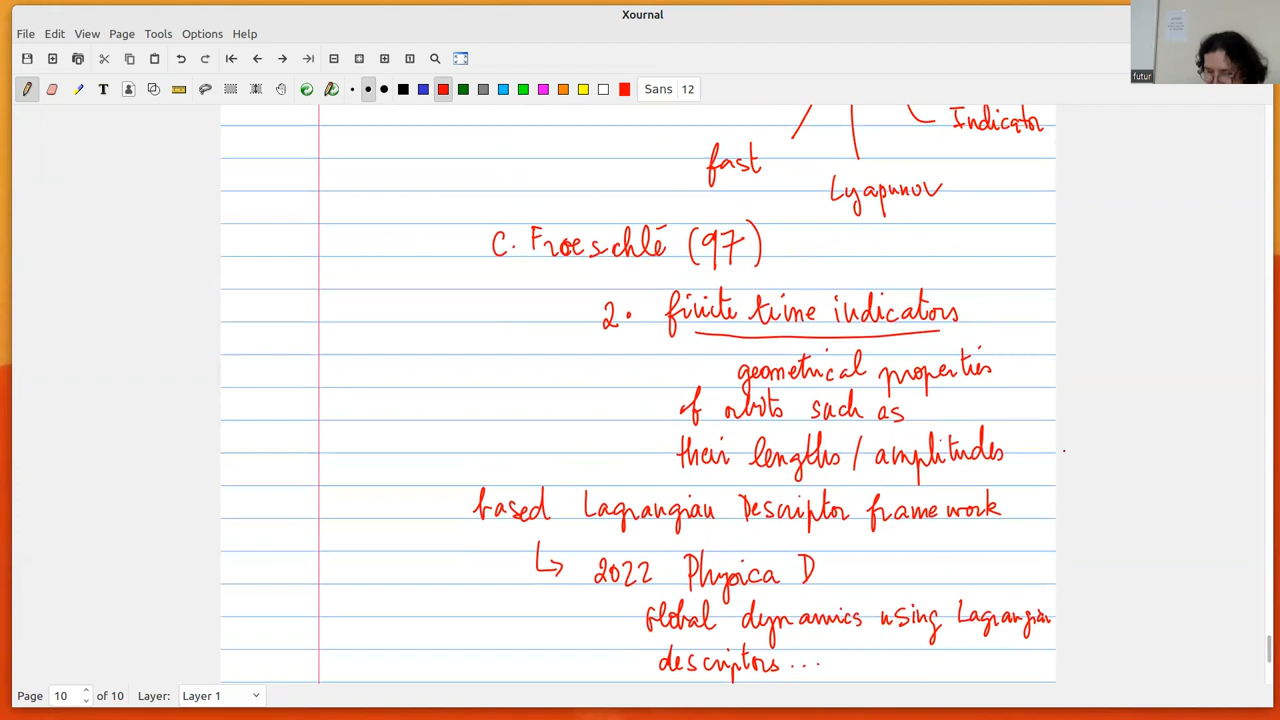 Xournal
File Edit View Page Tools Options Help
futur
Sans 12
Indicator
fast
Lyapunov
C. Froeschlé (97)
2. finite time indicators
geometrical properties
of orbits such as
their lengths / amplitudes
based Lagrangian Descriptor framework
2022 Physica D
Global dynamics using Lagrangian
descriptors ...
Page 10 of 10 Layer: Layer 1